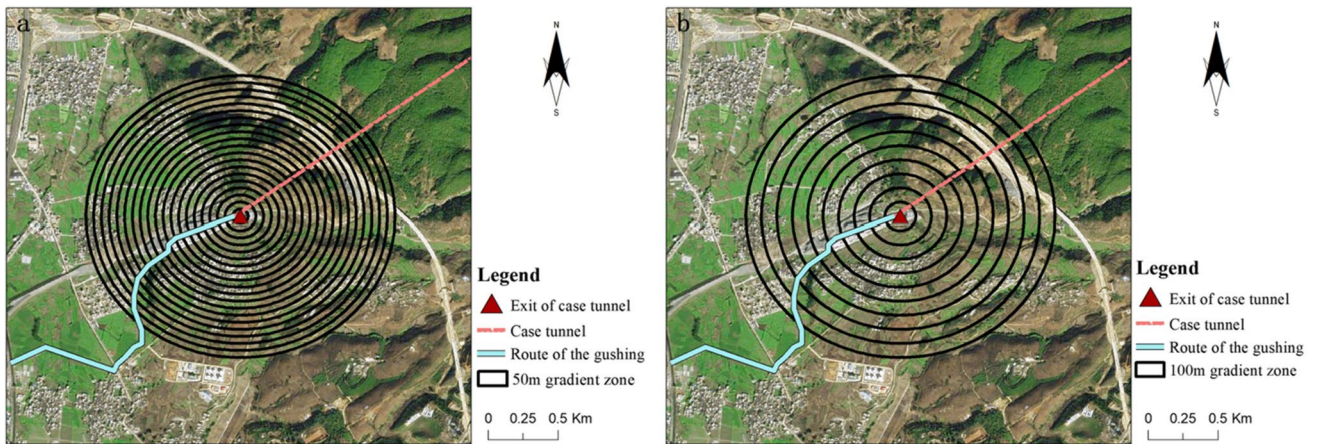 a
N
S
Legend
Exit of case tunnel
Case tunnel
Route of the gushing
50m gradient zone
0 0.25 0.5 Km
b
N
S
Legend
Exit of case tunnel
Case tunnel
Route of the gushing
100m gradient zone
0 0.25 0.5 Km